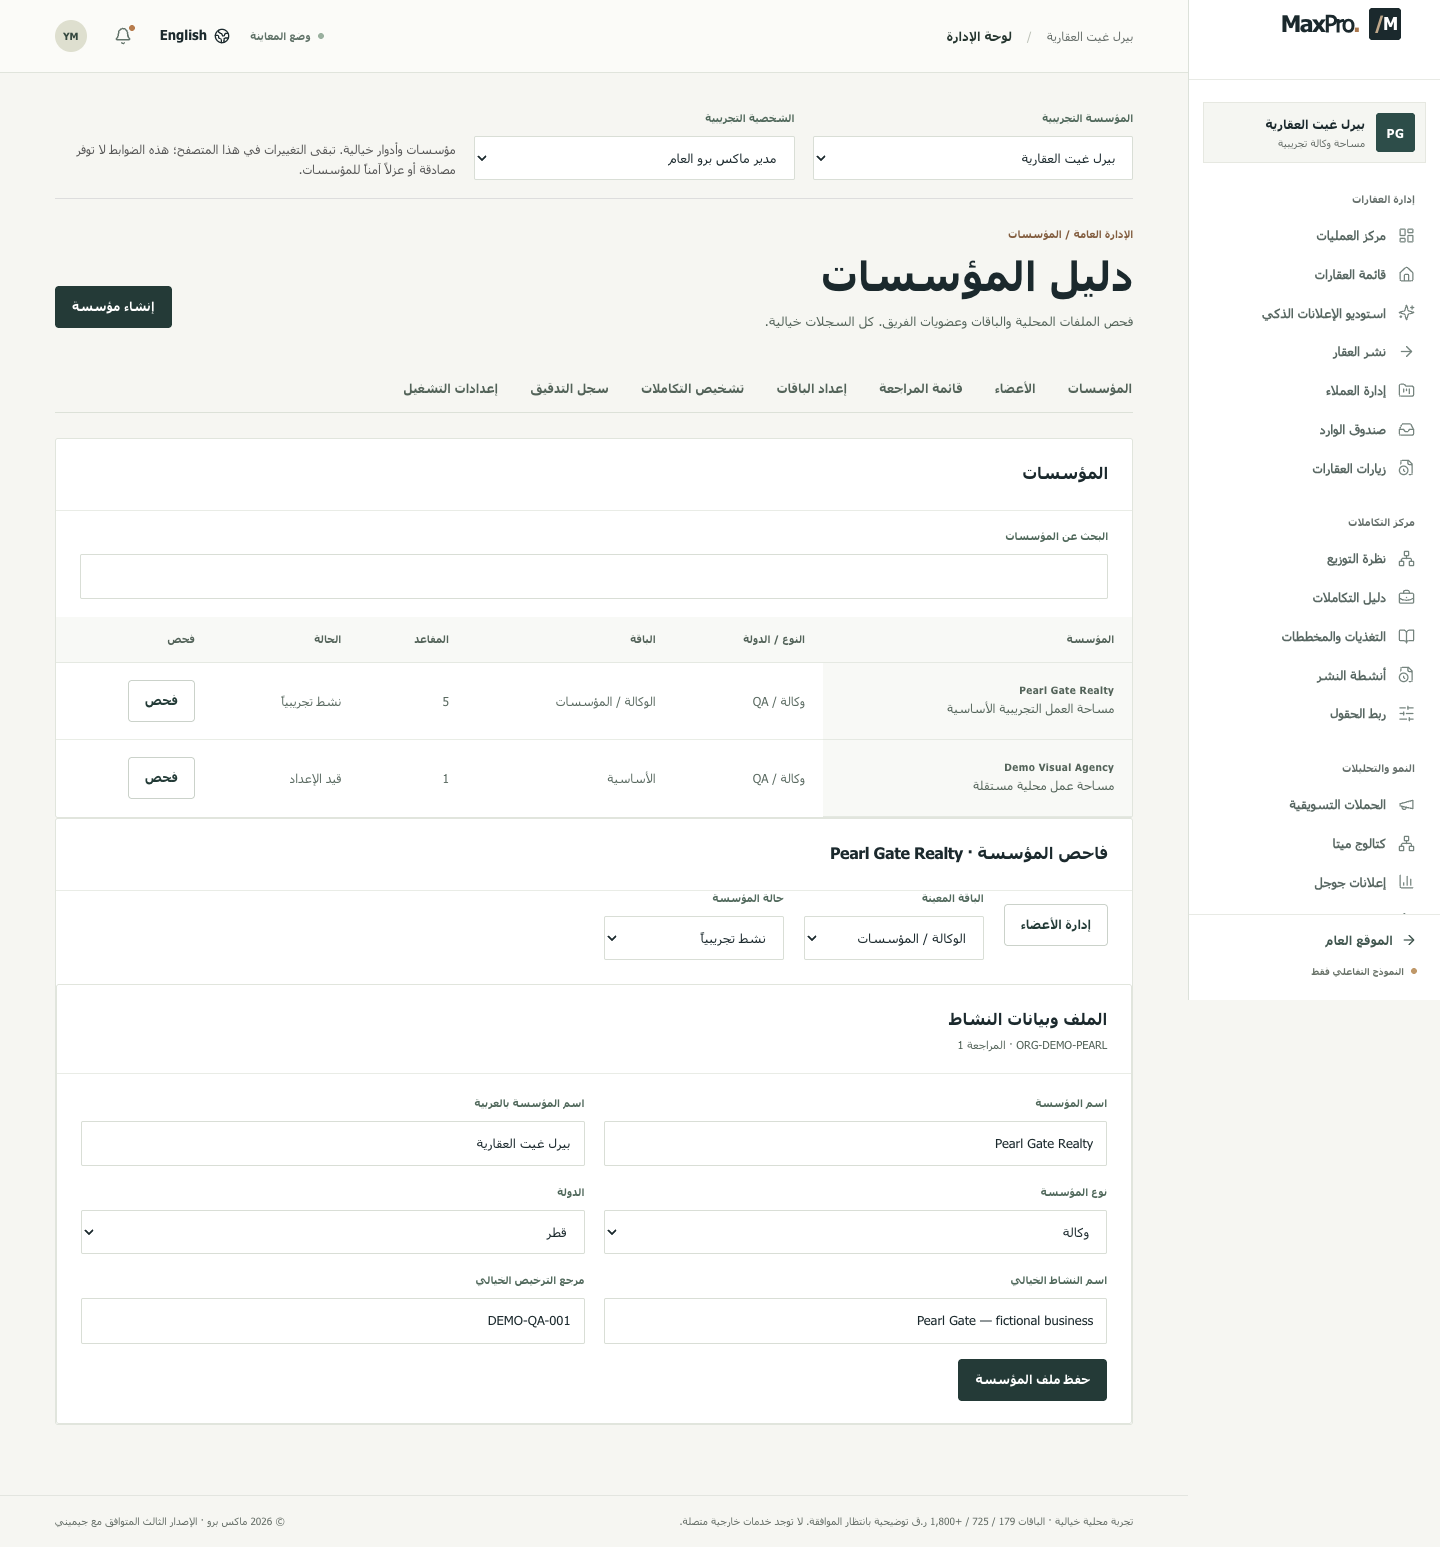 MaxPro.
/M
بيرل غيت العقارية / لوحة الإدارة
وضع المعاينة
English
YM
PG
بيرل غيت العقارية
مساحة وكالة تجريبية
إدارة العقارات
مركز العمليات
قائمة العقارات
استوديو الإعلانات الذكي
نشر العقار
إدارة العملاء
صندوق الوارد
زيارات العقارات
مركز التكاملات
نظرة التوزيع
دليل التكاملات
التغذيات والمخططات
أنشطة النشر
ربط الحقول
النمو والتحليلات
الحملات التسويقية
كتالوج ميتا
إعلانات جوجل
الموقع العام
النموذج التفاعلي فقط
المؤسسة التجريبية
بيرل غيت العقارية
الشخصية التجريبية
مدير ماكس برو العام
مؤسسات وأدوار خيالية. تبقى التغييرات في هذا المتصفح؛ هذه الضوابط لا توفر
مصادقة أو عزلاً آمناً للمؤسسات.
الإدارة العامة / المؤسسات
دليل المؤسسات
فحص الملفات المحلية والباقات وعضويات الفريق. كل السجلات خيالية.
إنشاء مؤسسة
المؤسسات الأعضاء قائمة المراجعة إعداد الباقات تشخيص التكاملات سجل التدقيق إعدادات التشغيل
المؤسسات
البحث عن المؤسسات
المؤسسة النوع / الدولة الباقة المقاعد الحالة فحص
Pearl Gate Realty
مساحة العمل التجريبية الأساسية
وكالة / QA الوكالة / المؤسسات 5 نشط تجريبياً فحص
Demo Visual Agency
مساحة عمل محلية مستقلة
وكالة / QA الأساسية 1 قيد الإعداد فحص
فاحص المؤسسة · Pearl Gate Realty
إدارة الأعضاء
الباقة المعينة
الوكالة / المؤسسات
حالة المؤسسة
نشط تجريبياً
الملف وبيانات النشاط
ORG-DEMO-PEARL · المراجعة 1
اسم المؤسسة
Pearl Gate Realty
اسم المؤسسة بالعربية
بيرل غيت العقارية
نوع المؤسسة
وكالة
الدولة
قطر
اسم النشاط الخيالي
Pearl Gate — fictional business
مرجع الترخيص الخيالي
DEMO-QA-001
حفظ ملف المؤسسة
تجربة محلية خيالية · الباقات 179 / 725 / +1,800 ر.ق توضيحية بانتظار الموافقة. لا توجد خدمات خارجية متصلة.
© 2026 ماكس برو · الإصدار الثالث المتوافق مع جيميني